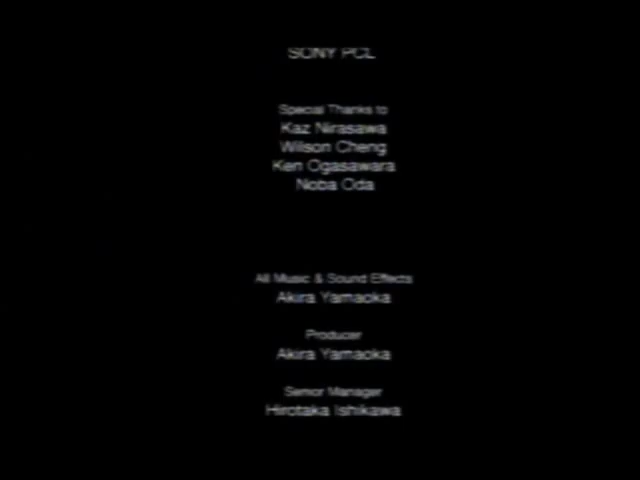 SONY PCL
Special Thanks to
Kaz Nirasawa
Wilson Cheng
Ken Ogasawara
Noba Oda
All Music & Sound Effects
Akira Yamaoka
Producer
Akira Yamaoka
Senior Manager
Hirotaka Ishikawa